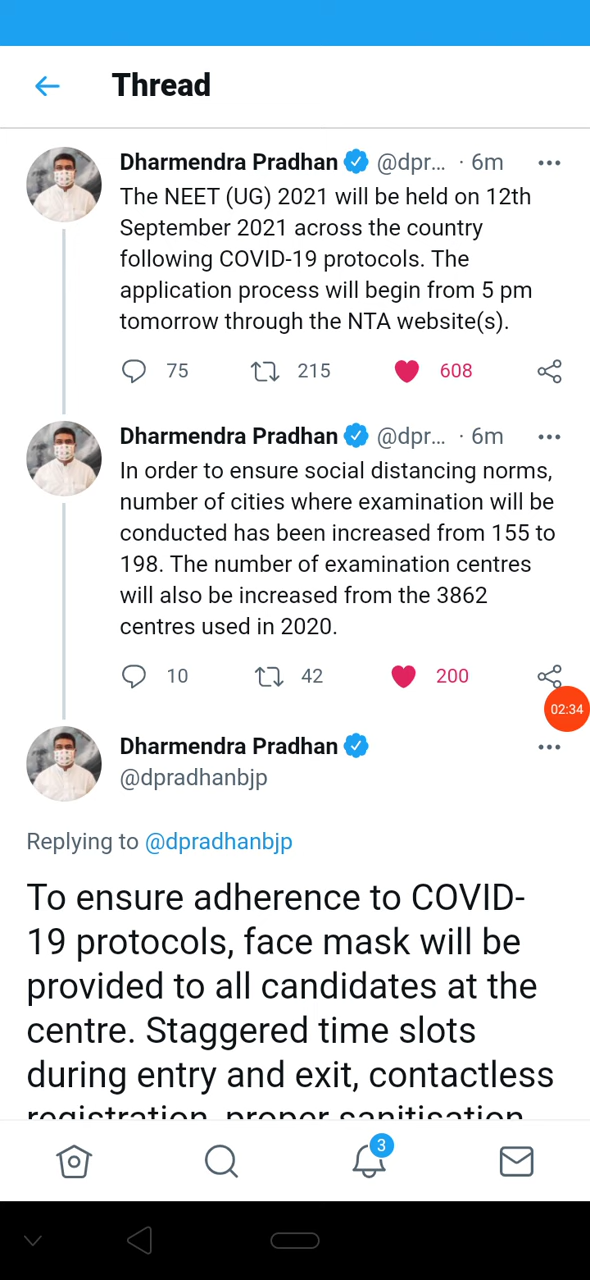 Thread
Dharmendra Pradhan @dpr... · 6m
The NEET (UG) 2021 will be held on 12th
September 2021 across the country
following COVID-19 protocols. The
application process will begin from 5 pm
tomorrow through the NTA website(s).
75 215 608
Dharmendra Pradhan @dpr... · 6m
In order to ensure social distancing norms,
number of cities where examination will be
conducted has been increased from 155 to
198. The number of examination centres
will also be increased from the 3862
centres used in 2020.
10 42 200
02:34
Dharmendra Pradhan
@dpradhanbjp
Replying to @dpradhanbjp
To ensure adherence to COVID-
19 protocols, face mask will be
provided to all candidates at the
centre. Staggered time slots
during entry and exit, contactless
registration, proper sanitisation
3